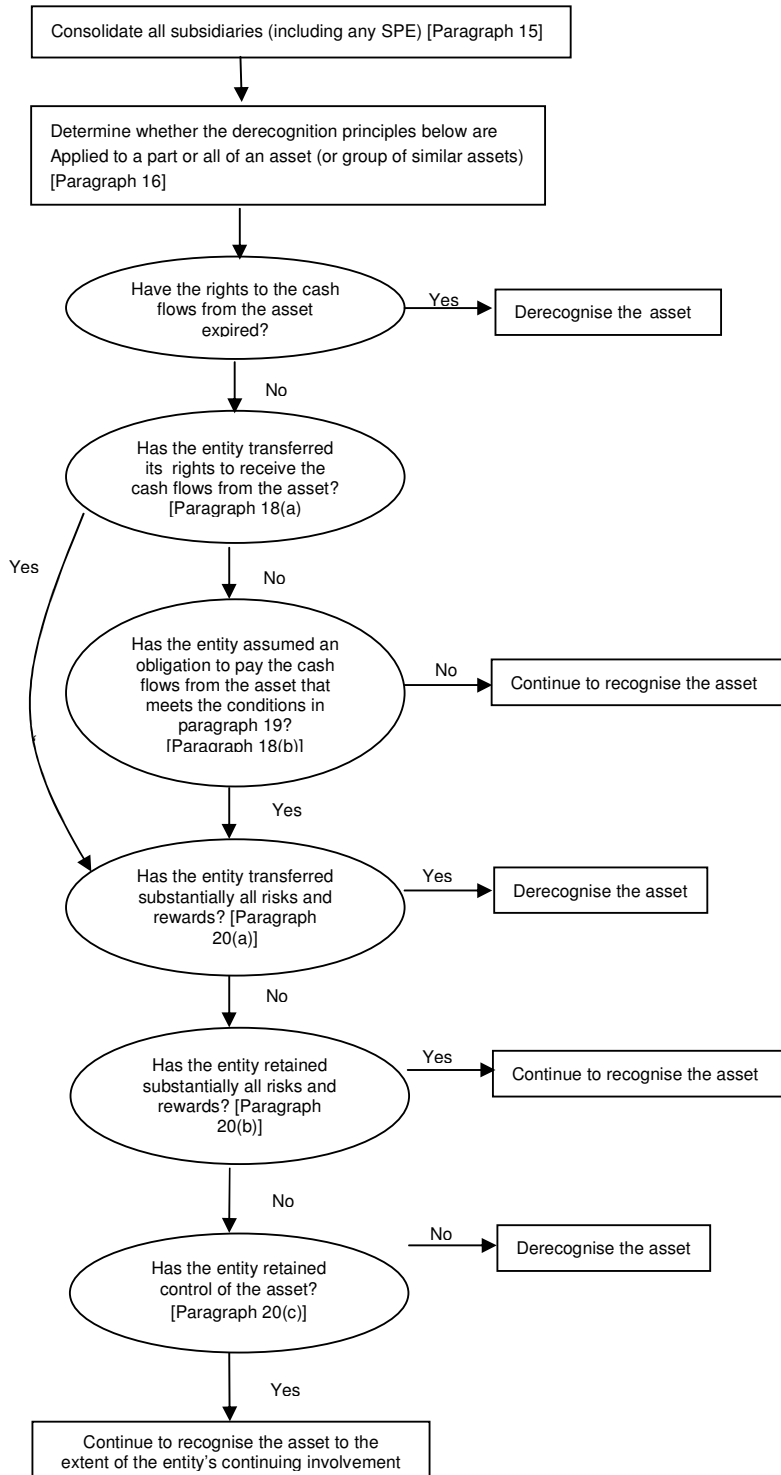 Consolidate all subsidiaries (including any SPE) [Paragraph 15]
Determine whether the derecognition principles below are
Applied to a part or all of an asset (or group of similar assets)
[Paragraph 16]
Have the rights to the cash
flows from the asset
expired?
Yes
Derecognise the asset
No
Has the entity transferred
its rights to receive the
cash flows from the asset?
[Paragraph 18(a)
Yes
No
Has the entity assumed an
obligation to pay the cash
flows from the asset that
meets the conditions in
paragraph 19?
[Paragraph 18(b)]
No
Continue to recognise the asset
Yes
Has the entity transferred
substantially all risks and
rewards? [Paragraph
20(a)]
Yes
Derecognise the asset
No
Has the entity retained
substantially all risks and
rewards? [Paragraph
20(b)]
Yes
Continue to recognise the asset
No
Has the entity retained
control of the asset?
[Paragraph 20(c)]
No
Derecognise the asset
Yes
Continue to recognise the asset to the
extent of the entity's continuing involvement